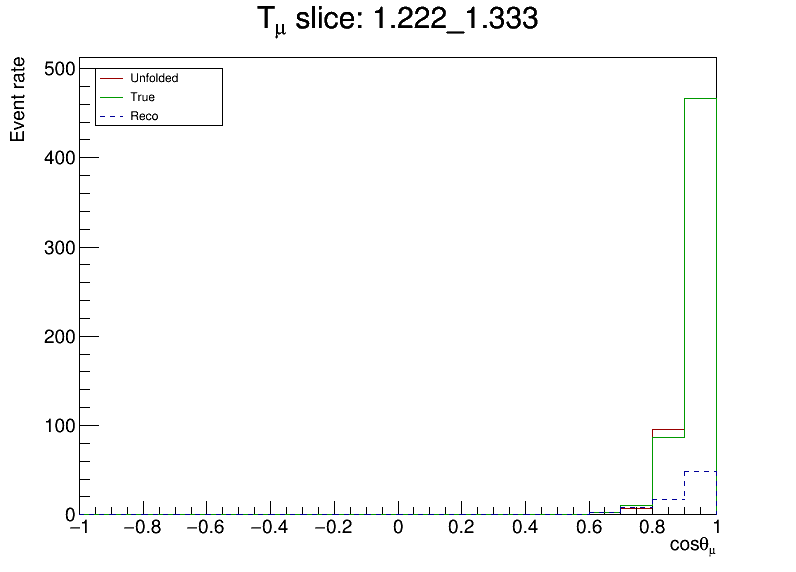 Tμ slice: 1.222_1.333
Event rate
500
400
300
200
100
0
Unfolded
True
Reco
−1 −0.8 −0.6 −0.4 −0.2 0 0.2 0.4 0.6 0.8 1
cosθμ